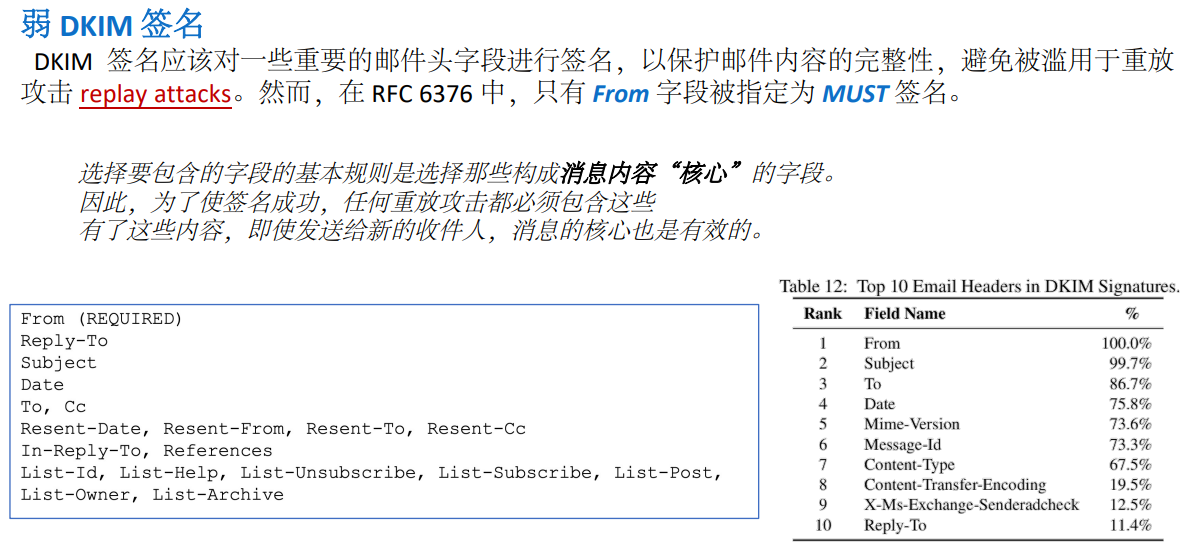 弱 DKIM 签名
DKIM 签名应该对一些重要的邮件头字段进行签名，以保护邮件内容的完整性，避免被滥用于重放
攻击 replay attacks。然而，在 RFC 6376 中，只有 From 字段被指定为 MUST 签名。
选择要包含的字段的基本规则是选择那些构成消息内容“核心”的字段。
因此，为了使签名成功，任何重放攻击都必须包含这些
有了这些内容，即使发送给新的收件人，消息的核心也是有效的。
From (REQUIRED)
Reply-To
Subject
Date
To, Cc
Resent-Date, Resent-From, Resent-To, Resent-Cc
In-Reply-To, References
List-Id, List-Help, List-Unsubscribe, List-Subscribe, List-Post,
List-Owner, List-Archive
Table 12: Top 10 Email Headers in DKIM Signatures.
Rank Field Name %
1 From 100.0%
2 Subject 99.7%
3 To 86.7%
4 Date 75.8%
5 Mime-Version 73.6%
6 Message-Id 73.3%
7 Content-Type 67.5%
8 Content-Transfer-Encoding 19.5%
9 X-Ms-Exchange-Senderadcheck 12.5%
10 Reply-To 11.4%